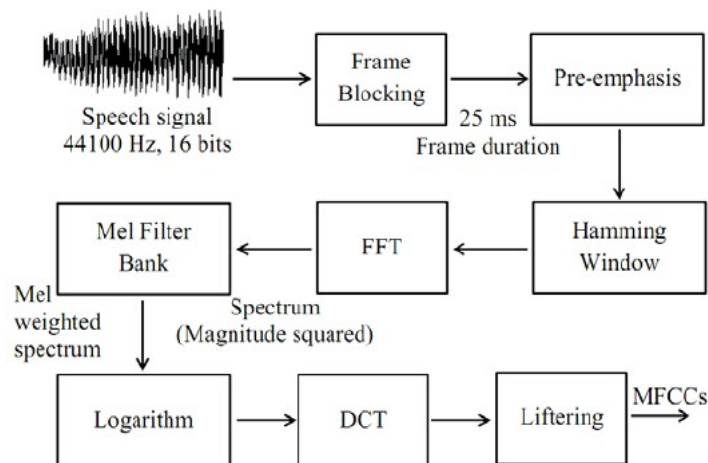 Speech signal
44100 Hz, 16 bits
Frame
Blocking
25 ms
Frame duration
Pre-emphasis
Hamming
Window
FFT
Spectrum
(Magnitude squared)
Mel Filter
Bank
Mel
weighted
spectrum
Logarithm
DCT
Liftering
MFCCs